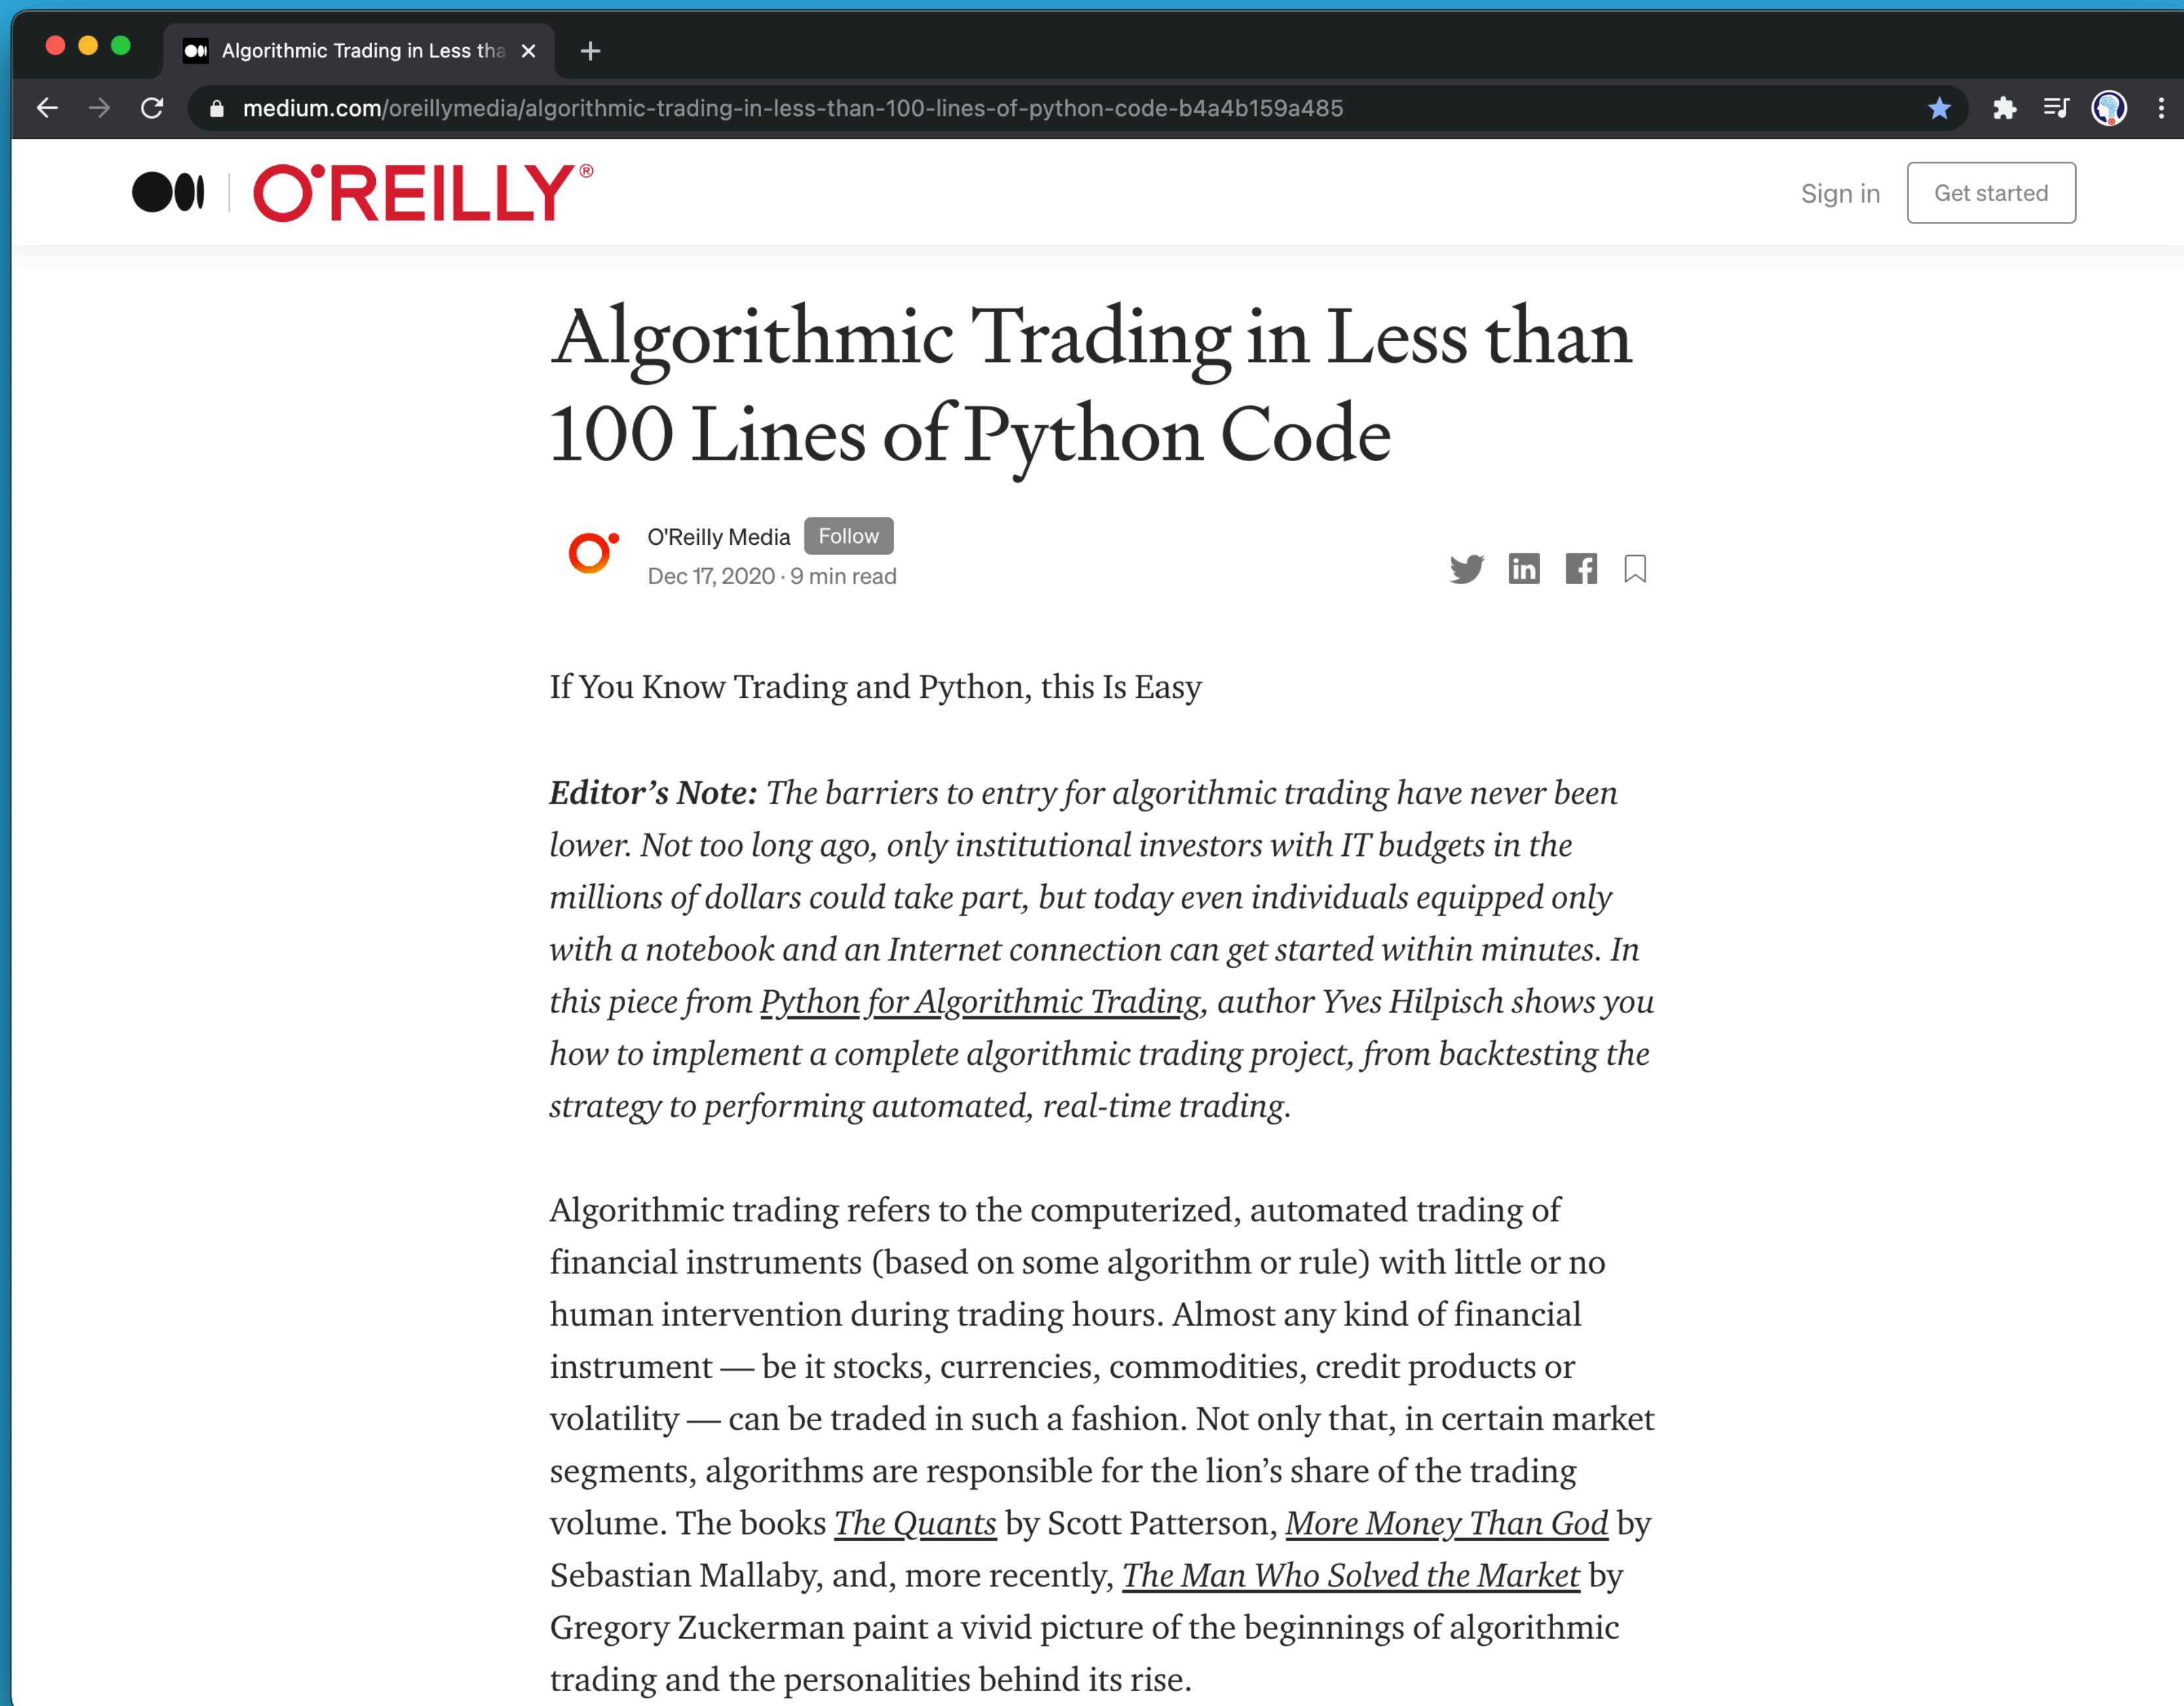 Algorithmic Trading in Less tha
medium.com/oreillymedia/algorithmic-trading-in-less-than-100-lines-of-python-code-b4a4b159a485
O'REILLY®
Sign in
Get started
Algorithmic Trading in Less than
100 Lines of Python Code
O'Reilly Media Follow
Dec 17, 2020 · 9 min read
If You Know Trading and Python, this Is Easy
Editor’s Note: The barriers to entry for algorithmic trading have never been
lower. Not too long ago, only institutional investors with IT budgets in the
millions of dollars could take part, but today even individuals equipped only
with a notebook and an Internet connection can get started within minutes. In
this piece from Python for Algorithmic Trading, author Yves Hilpisch shows you
how to implement a complete algorithmic trading project, from backtesting the
strategy to performing automated, real-time trading.
Algorithmic trading refers to the computerized, automated trading of
financial instruments (based on some algorithm or rule) with little or no
human intervention during trading hours. Almost any kind of financial
instrument — be it stocks, currencies, commodities, credit products or
volatility — can be traded in such a fashion. Not only that, in certain market
segments, algorithms are responsible for the lion’s share of the trading
volume. The books The Quants by Scott Patterson, More Money Than God by
Sebastian Mallaby, and, more recently, The Man Who Solved the Market by
Gregory Zuckerman paint a vivid picture of the beginnings of algorithmic
trading and the personalities behind its rise.